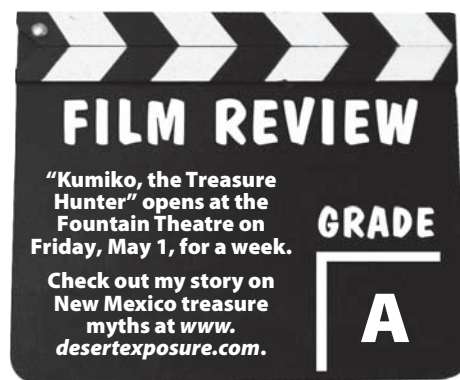 FILM REVIEW
“Kumiko, the Treasure
Hunter” opens at the
Fountain Theatre on
Friday, May 1, for a week.
Check out my story on
New Mexico treasure
myths at www.
desertexposure.com.
GRADE
A